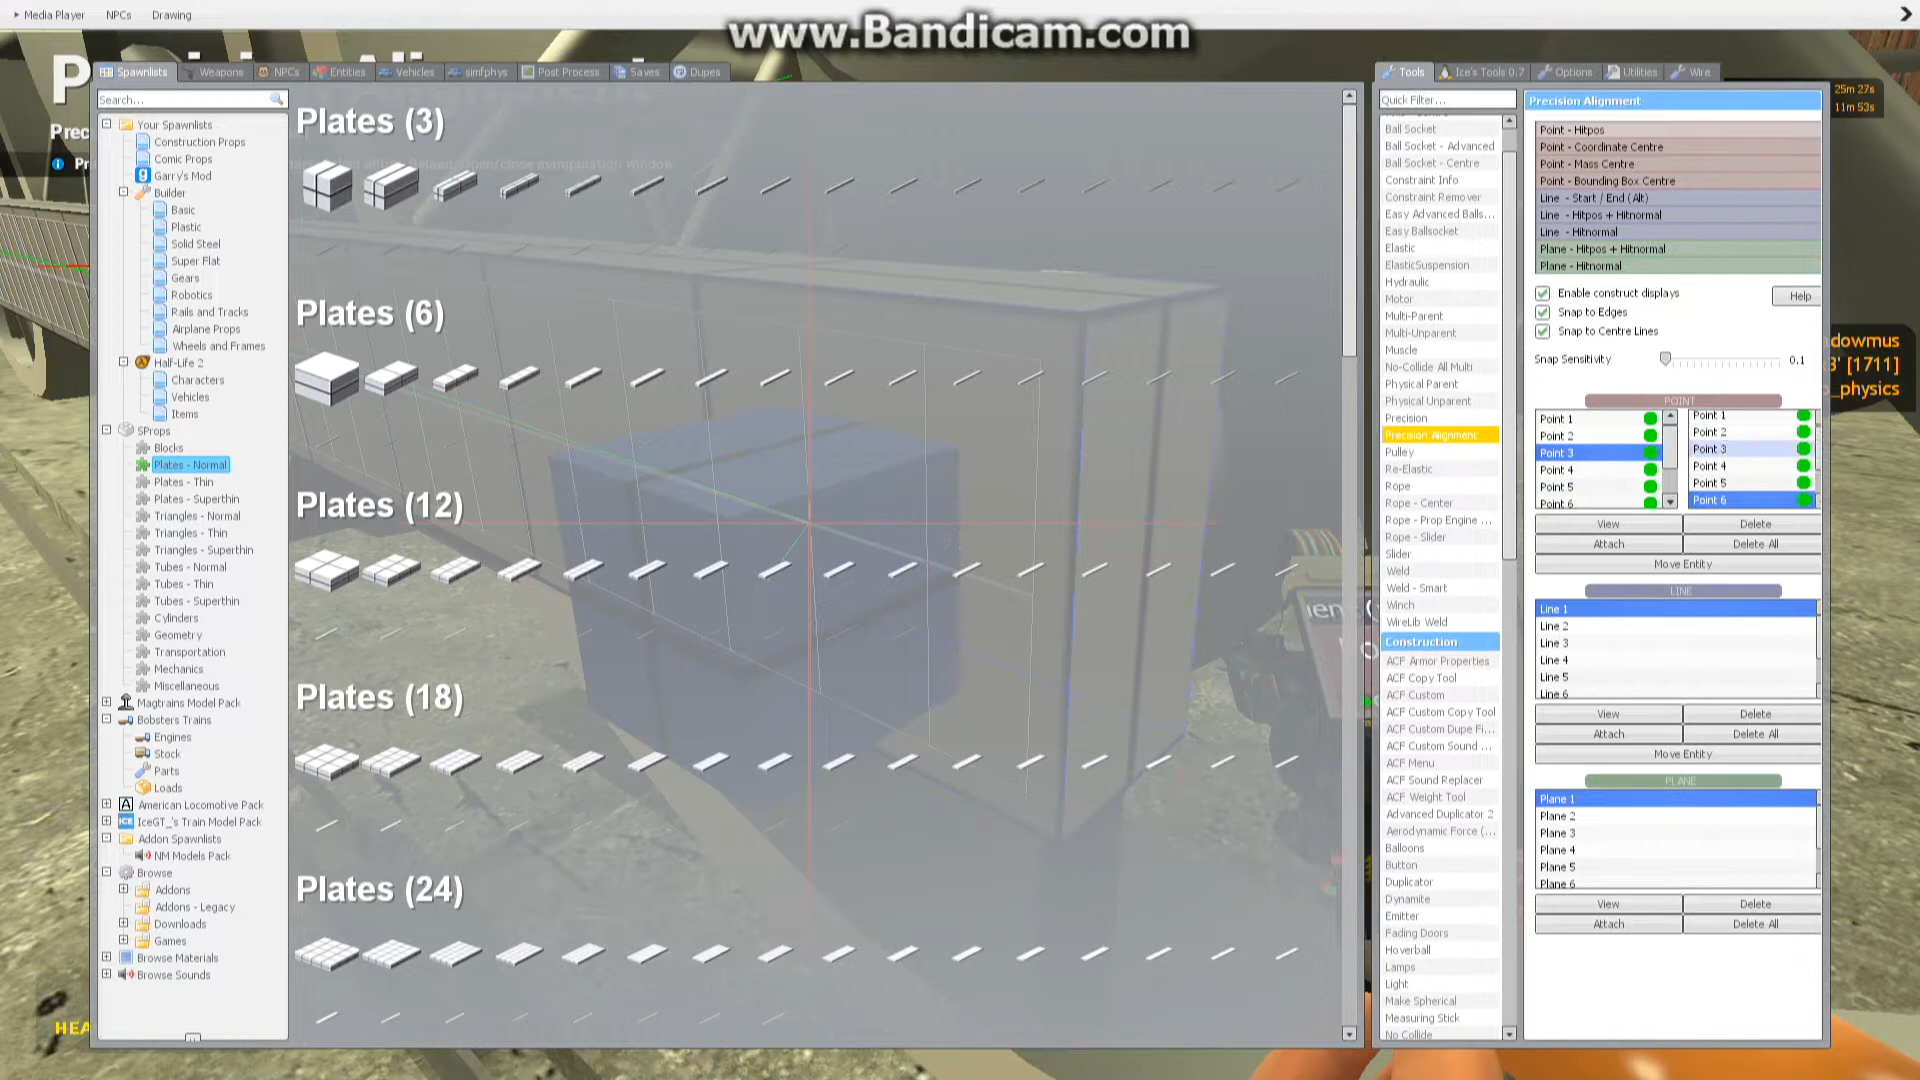 Media Player NPCs Drawing
www.Bandicam.com
P
Spawnlists Weapons NPCs Entities Vehicles simfphys Post Process Saves Dupes
Tools Ice's Tools 0.7 Options Utilities Wire
Search...
Your Spawnlists
Construction Props
Comic Props
Garry's Mod
Builder
Basic
Plastic
Solid Steel
Super Flat
Gears
Robotics
Rails and Tracks
Airplane Props
Wheels and Frames
Half-Life 2
Characters
Vehicles
Items
SProps
Blocks
Plates - Normal
Plates - Thin
Plates - Superthin
Triangles - Normal
Triangles - Thin
Triangles - Superthin
Tubes - Normal
Tubes - Thin
Tubes - Superthin
Cylinders
Geometry
Transportation
Mechanics
Miscellaneous
Magtrains Model Pack
Bobsters Trains
Engines
Stock
Parts
Loads
American Locomotive Pack
IceGT_'s Train Model Pack
Addon Spawnlists
NM Models Pack
Browse
Addons
Addons - Legacy
Downloads
Games
Browse Materials
Browse Sounds
Prec
Pr
HEA
Plates (3)
Plates (6)
Plates (12)
Plates (18)
Plates (24)
Quick Filter...
Ball Socket
Ball Socket - Advanced
Ball Socket - Centre
Constraint Info
Constraint Remover
Easy Advanced Balls...
Easy Ballsocket
Elastic
ElasticSuspension
Hydraulic
Motor
Multi-Parent
Multi-Unparent
Muscle
No-Collide All Multi
Physical Parent
Physical Unparent
Precision
Precision Alignment
Pulley
Re-Elastic
Rope
Rope - Center
Rope - Prop Engine ...
Rope - Slider
Slider
Weld
Weld - Smart
Winch
WireLib Weld
Construction
ACF Armor Properties
ACF Copy Tool
ACF Custom
ACF Custom Copy Tool
ACF Custom Dupe Fi...
ACF Custom Sound ...
ACF Menu
ACF Sound Replacer
ACF Weight Tool
Advanced Duplicator 2
Aerodynamic Force (...
Balloons
Button
Duplicator
Dynamite
Emitter
Fading Doors
Hoverball
Lamps
Light
Make Spherical
Measuring Stick
No Collide
Precision Alignment
Point - Hitpos
Point - Coordinate Centre
Point - Mass Centre
Point - Bounding Box Centre
Line - Start / End (Alt)
Line - Hitpos + Hitnormal
Line - Hitnormal
Plane - Hitpos + Hitnormal
Plane - Hitnormal
Enable construct displays
Help
Snap to Edges
Snap to Centre Lines
Snap Sensitivity 0.1
POINT
Point 1
Point 2
Point 3
Point 4
Point 5
Point 6
Point 1
Point 2
Point 3
Point 4
Point 5
Point 6
View Delete
Attach Delete All
Move Entity
LINE
Line 1
Line 2
Line 3
Line 4
Line 5
Line 6
View Delete
Attach Delete All
Move Entity
PLANE
Plane 1
Plane 2
Plane 3
Plane 4
Plane 5
Plane 6
View Delete
Attach Delete All
25m 27s
11m 53s
dowmus
3' [1711]
_physics